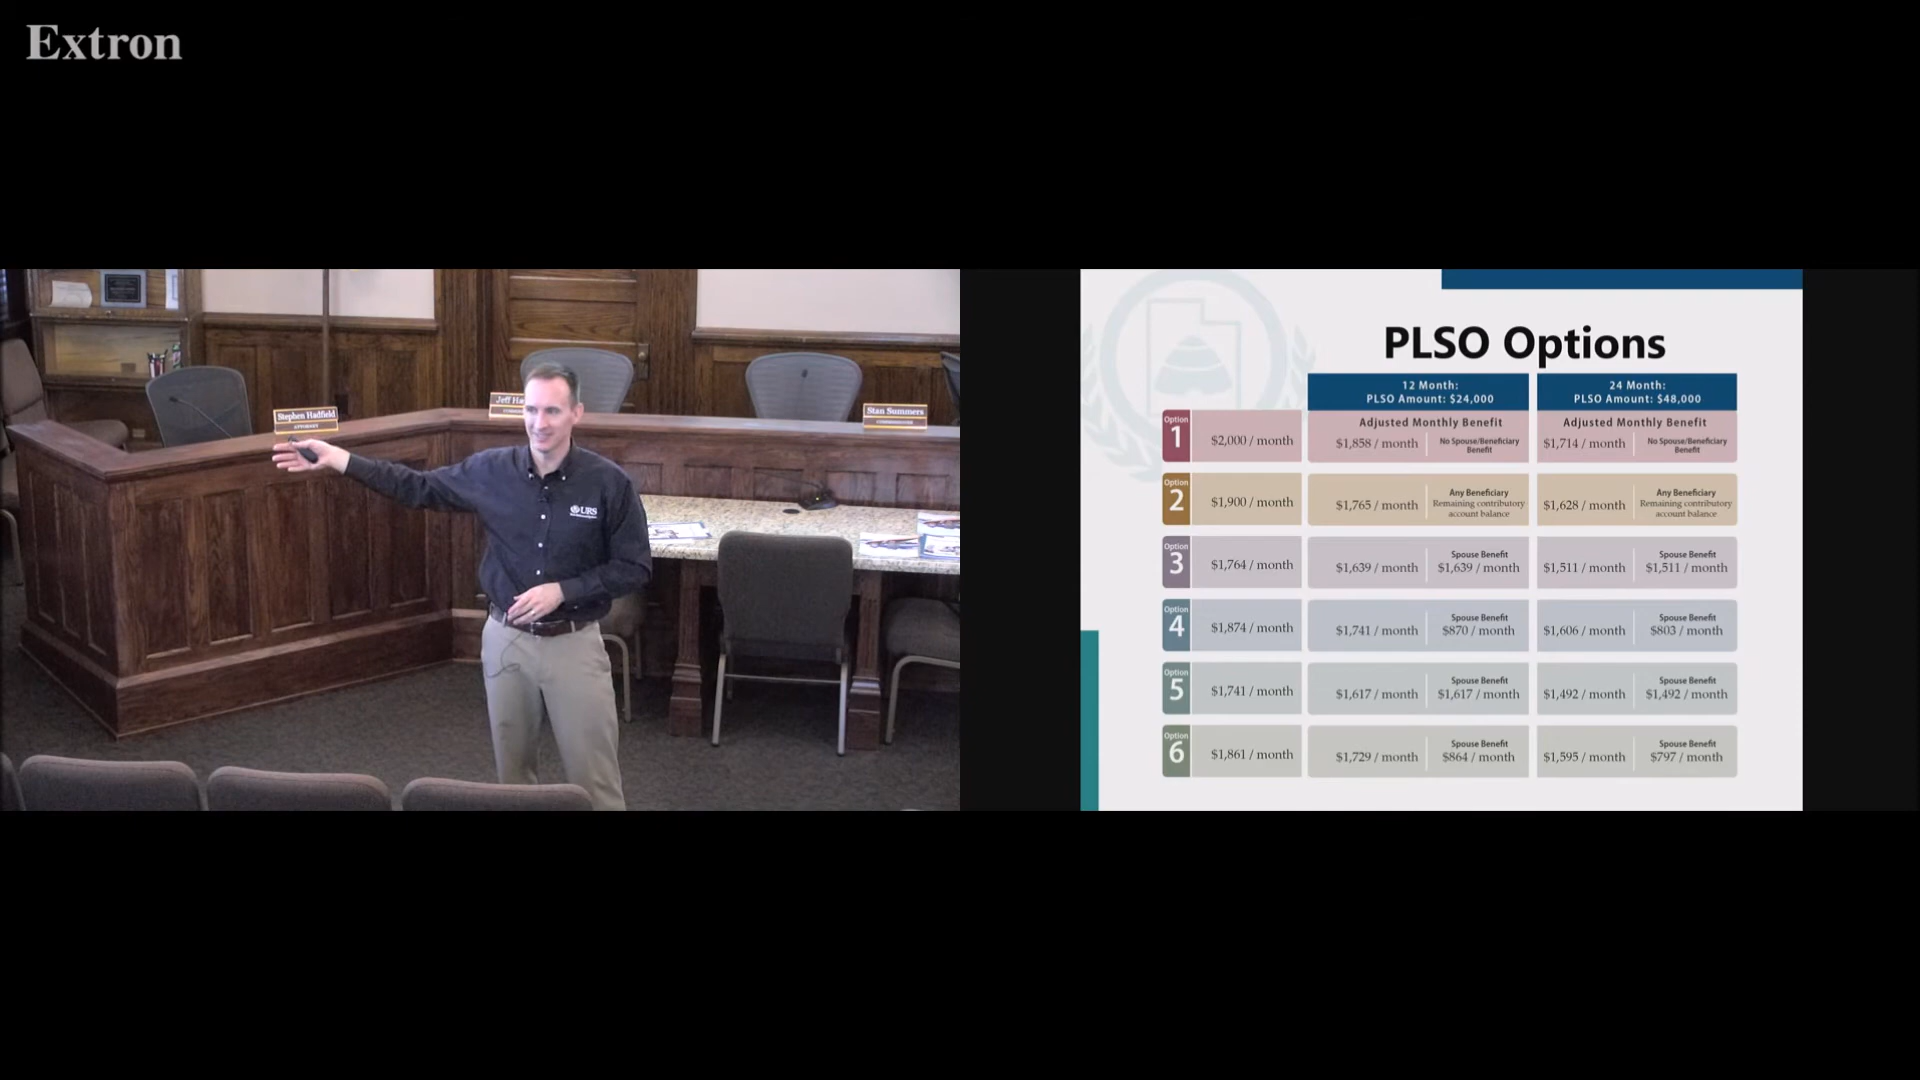 Extron
Stephen Hadfield
ATTORNEY
Jeff Ha
Stan Summers
COMMISSIONER
URS
PLSO Options
12 Month:
PLSO Amount: $24,000
24 Month:
PLSO Amount: $48,000
Option
1
$2,000 / month
Adjusted Monthly Benefit
$1,858 / month
No Spouse/Beneficiary
Benefit
Adjusted Monthly Benefit
$1,714 / month
No Spouse/Beneficiary
Benefit
Option
2
$1,900 / month
$1,765 / month
Any Beneficiary
Remaining contributory
account balance
$1,628 / month
Any Beneficiary
Remaining contributory
account balance
Option
3
$1,764 / month
$1,639 / month
Spouse Benefit
$1,639 / month
$1,511 / month
Spouse Benefit
$1,511 / month
Option
4
$1,874 / month
$1,741 / month
Spouse Benefit
$870 / month
$1,606 / month
Spouse Benefit
$803 / month
Option
5
$1,741 / month
$1,617 / month
Spouse Benefit
$1,617 / month
$1,492 / month
Spouse Benefit
$1,492 / month
Option
6
$1,861 / month
$1,729 / month
Spouse Benefit
$864 / month
$1,595 / month
Spouse Benefit
$797 / month